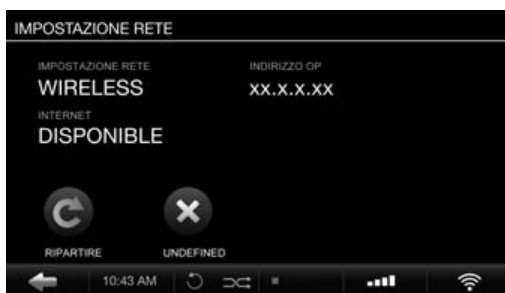 IMPOSTAZIONE RETE
IMPOSTAZIONE RETE
WIRELESS
INDIRIZZO OP
xx.x.x.xx
INTERNET
DISPONIBLE
RIPARTIRE
UNDEFINED
10:43 AM